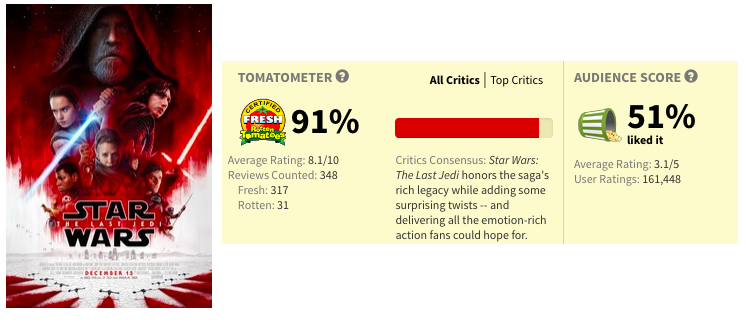 STAR
THE LAST JEDI
WARS
DECEMBER 15
TOMATOMETER ?
CERTIFIED
FRESH
Rotten
Tomatoes
91%
Average Rating: 8.1/10
Reviews Counted: 348
Fresh: 317
Rotten: 31
All Critics | Top Critics
Critics Consensus: Star Wars:
The Last Jedi honors the saga's
rich legacy while adding some
surprising twists -- and
delivering all the emotion-rich
action fans could hope for.
AUDIENCE SCORE ?
51%
liked it
Average Rating: 3.1/5
User Ratings: 161,448